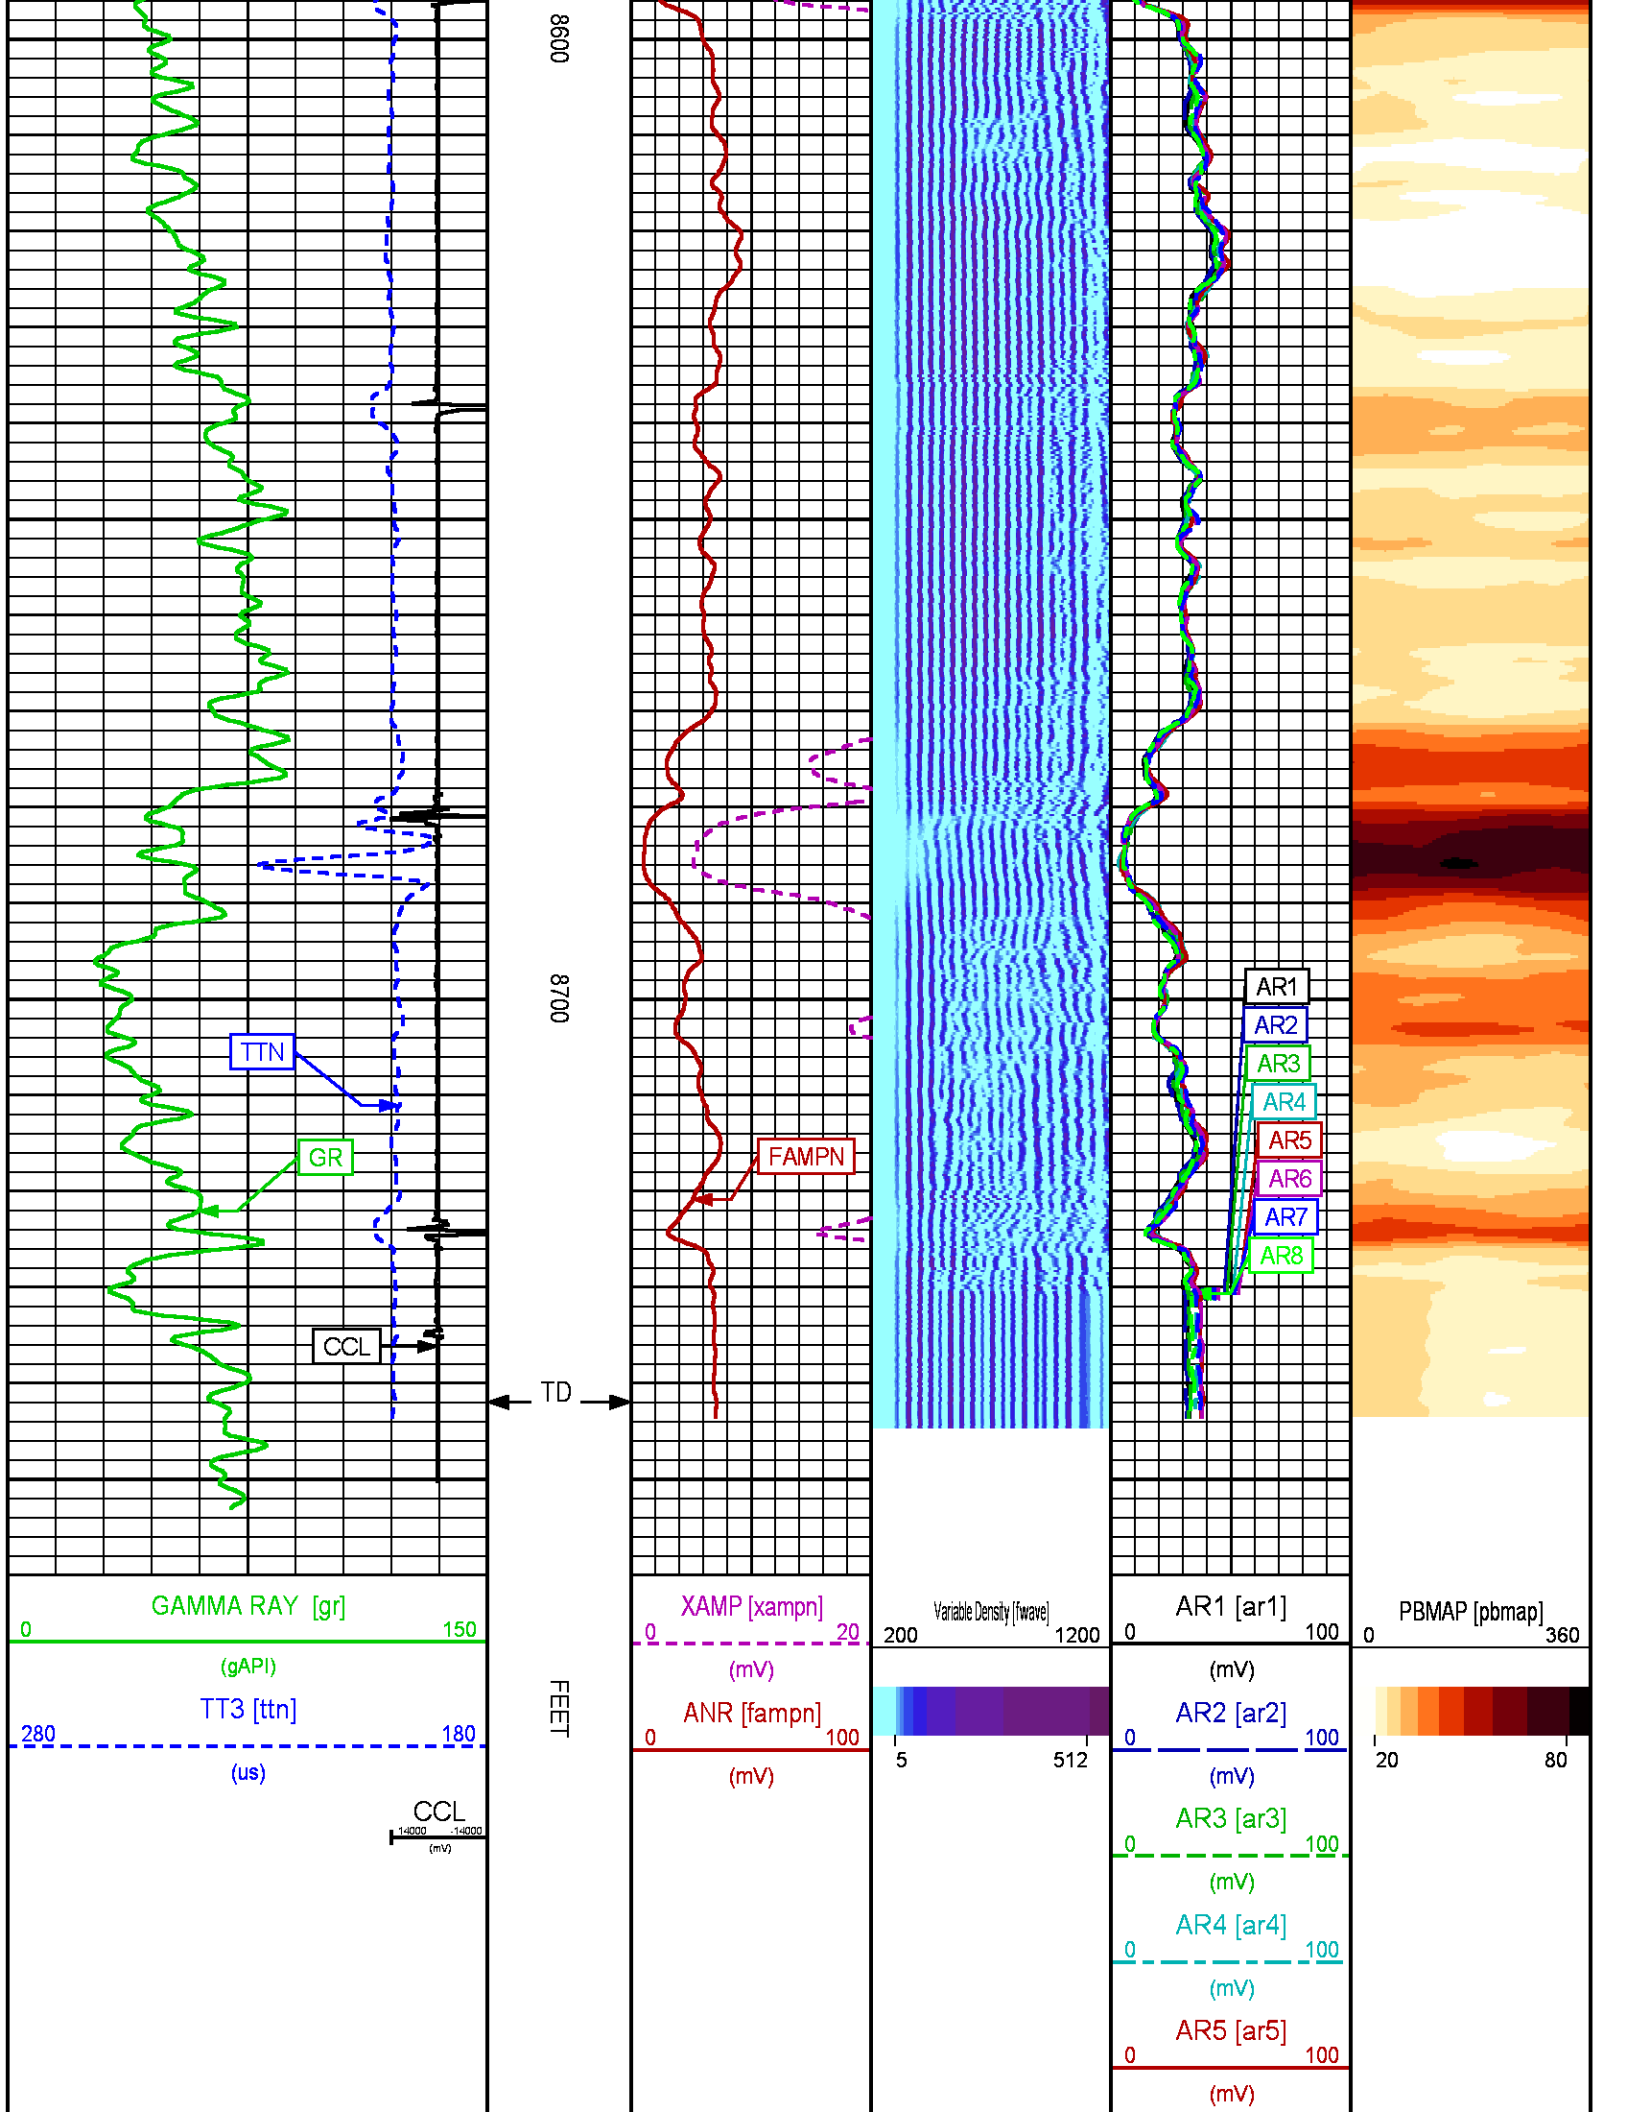 8600
8700
AR1
AR2
TTN
AR3
AR4
AR5
GR
FAMPN
AR6
AR7
AR8
CCL
TD
FEET
GAMMA RAY [gr]
0 150
(gAPI)
TT3 [ttn]
280 180
(us)
CCL
14000 -14000
(mV)
XAMP [xampn]
0 20
(mV)
ANR [fampn]
0 100
(mV)
Variable Density [fwave]
200 1200
5 512
AR1 [ar1]
0 100
(mV)
AR2 [ar2]
0 100
(mV)
AR3 [ar3]
0 100
(mV)
AR4 [ar4]
0 100
(mV)
AR5 [ar5]
0 100
(mV)
PBMAP [pbmap]
0 360
20 80